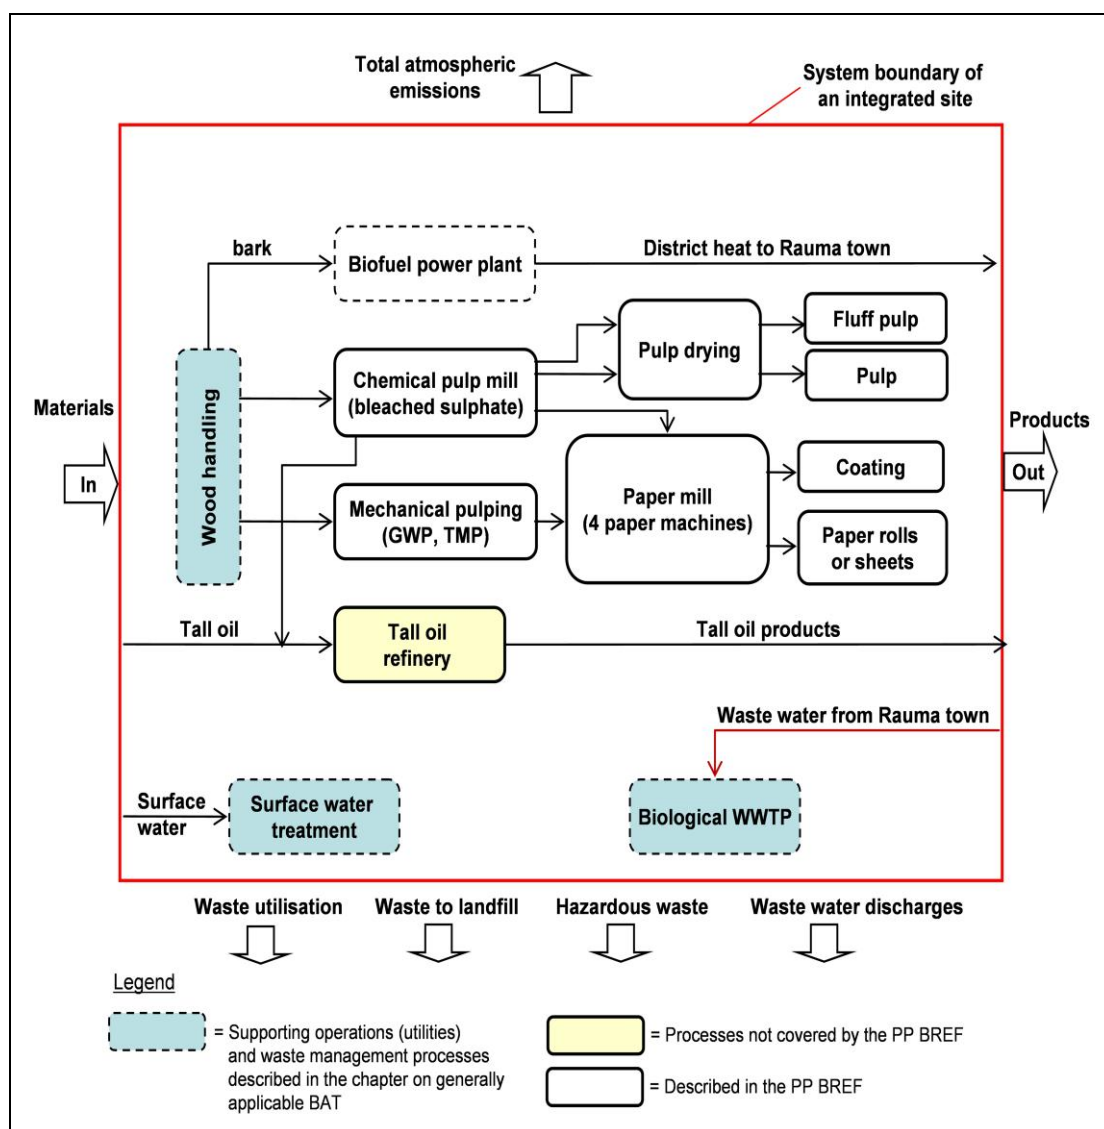 Total atmospheric
emissions
System boundary of
an integrated site
bark
Biofuel power plant
District heat to Rauma town
Materials
In
Wood handling
Chemical pulp mill
(bleached sulphate)
Pulp drying
Fluff pulp
Pulp
Products
Out
Mechanical pulping
(GWP, TMP)
Paper mill
(4 paper machines)
Coating
Paper rolls
or sheets
Tall oil
Tall oil
refinery
Tall oil products
Waste water from Rauma town
Surface
water
Surface water
treatment
Biological WWTP
Waste utilisation
Waste to landfill
Hazardous waste
Waste water discharges
Legend
= Supporting operations (utilities)
and waste management processes
described in the chapter on generally
applicable BAT
= Processes not covered by the PP BREF
= Described in the PP BREF